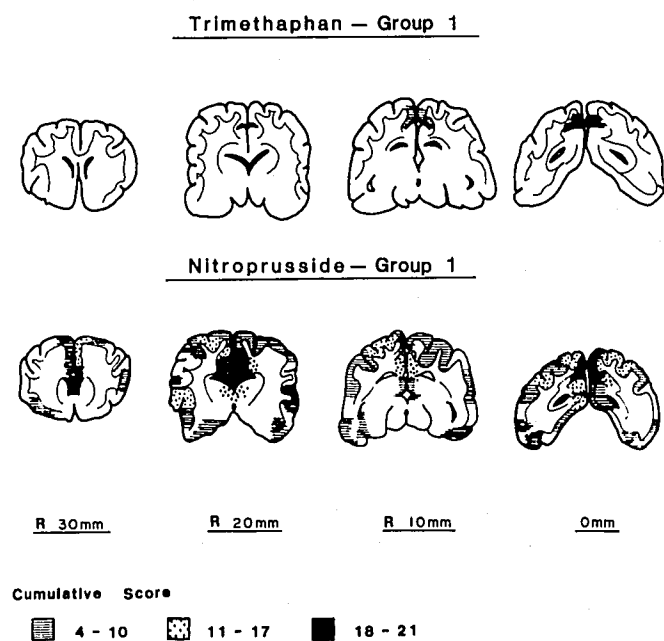 Trimethaphan — Group 1
Nitroprusside — Group 1
R 30mm R 20mm R 10mm 0mm
Cumulative Score
4 - 10 11 - 17 18 - 21